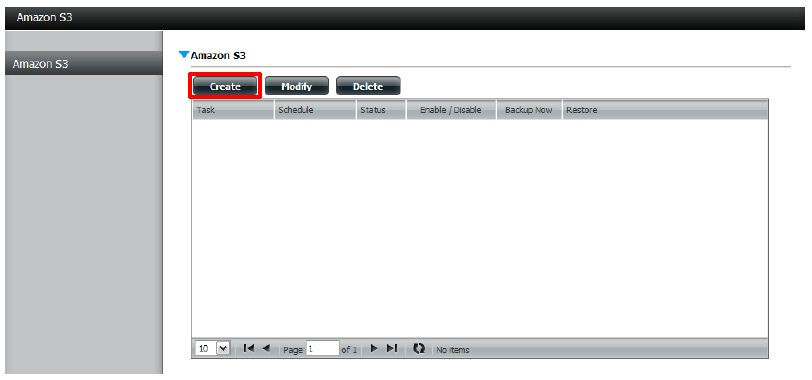 Amazon S3
Amazon S3
Amazon S3
Create Modify Delete
Task Schedule Status Enable / Disable Backup Now Restore
10 Page 1 of 1 No items